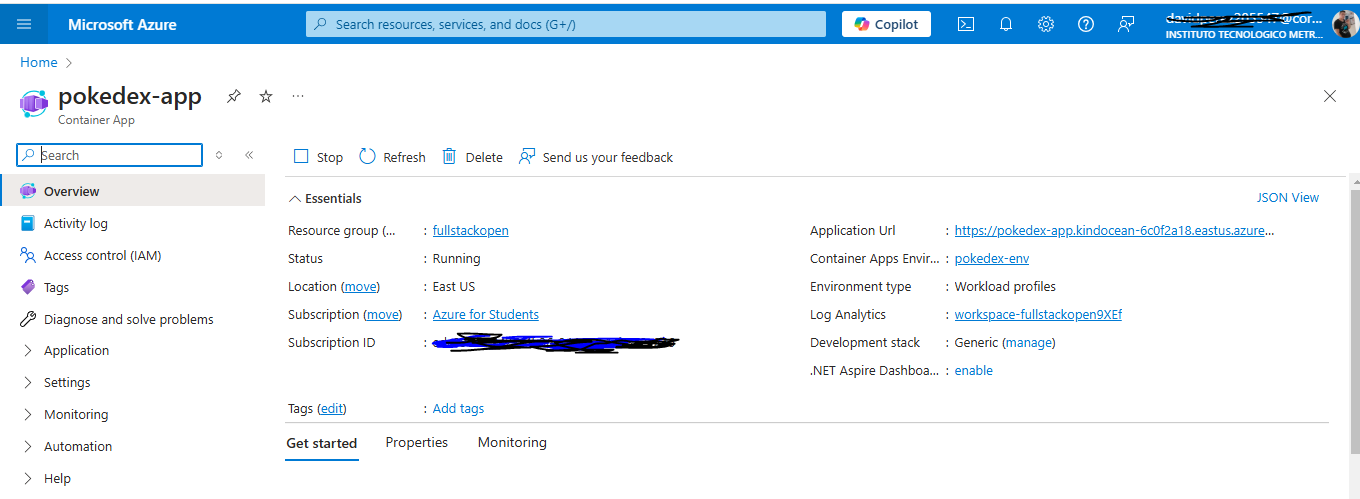 Microsoft Azure
Search resources, services, and docs (G+/)
Copilot
@cor...
INSTITUTO TECNOLOGICO METR...
Home
pokedex-app
Container App
Search
Stop
Refresh
Delete
Send us your feedback
Overview
Activity log
Access control (IAM)
Tags
Diagnose and solve problems
Application
Settings
Monitoring
Automation
Help
Essentials
JSON View
Resource group (... : fullstackopen
Status : Running
Location (move) : East US
Subscription (move) : Azure for Students
Subscription ID :
Tags (edit) : Add tags
Application Url : https://pokedex-app.kindocean-6c0f2a18.eastus.azure...
Container Apps Envir... : pokedex-env
Environment type : Workload profiles
Log Analytics : workspace-fullstackopen9XEf
Development stack : Generic (manage)
.NET Aspire Dashboa... : enable
Get started
Properties
Monitoring